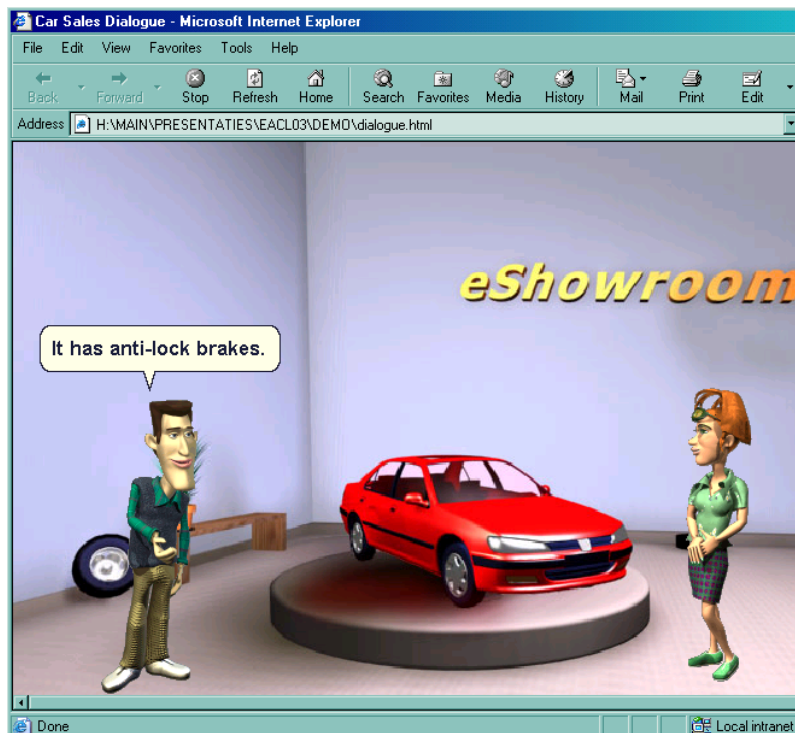 Car Sales Dialogue - Microsoft Internet Explorer
File Edit View Favorites Tools Help
Back Forward Stop Refresh Home Search Favorites Media History Mail Print Edit
Address H:\MAIN\PRESENTATIES\EACL03\DEMO\dialogue.html
eShowroom
It has anti-lock brakes.
Done Local intranet